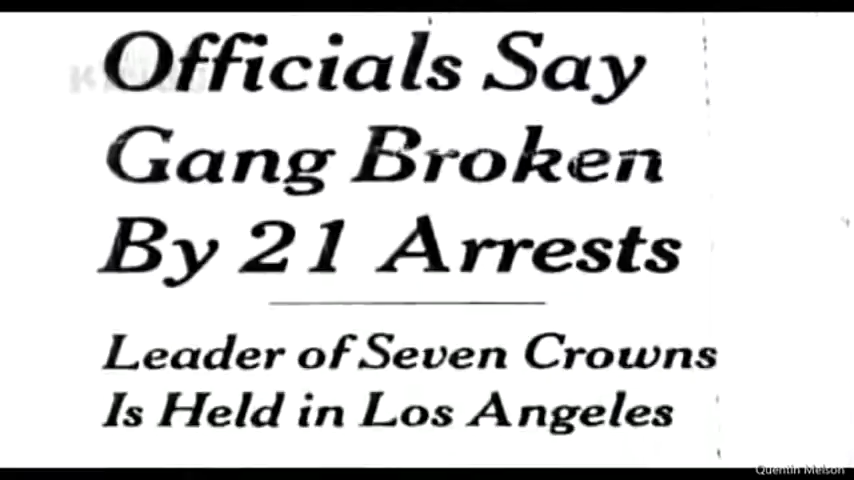 Officials Say
Gang Broken
By 21 Arrests
Leader of Seven Crowns
Is Held in Los Angeles
Quentin Melson